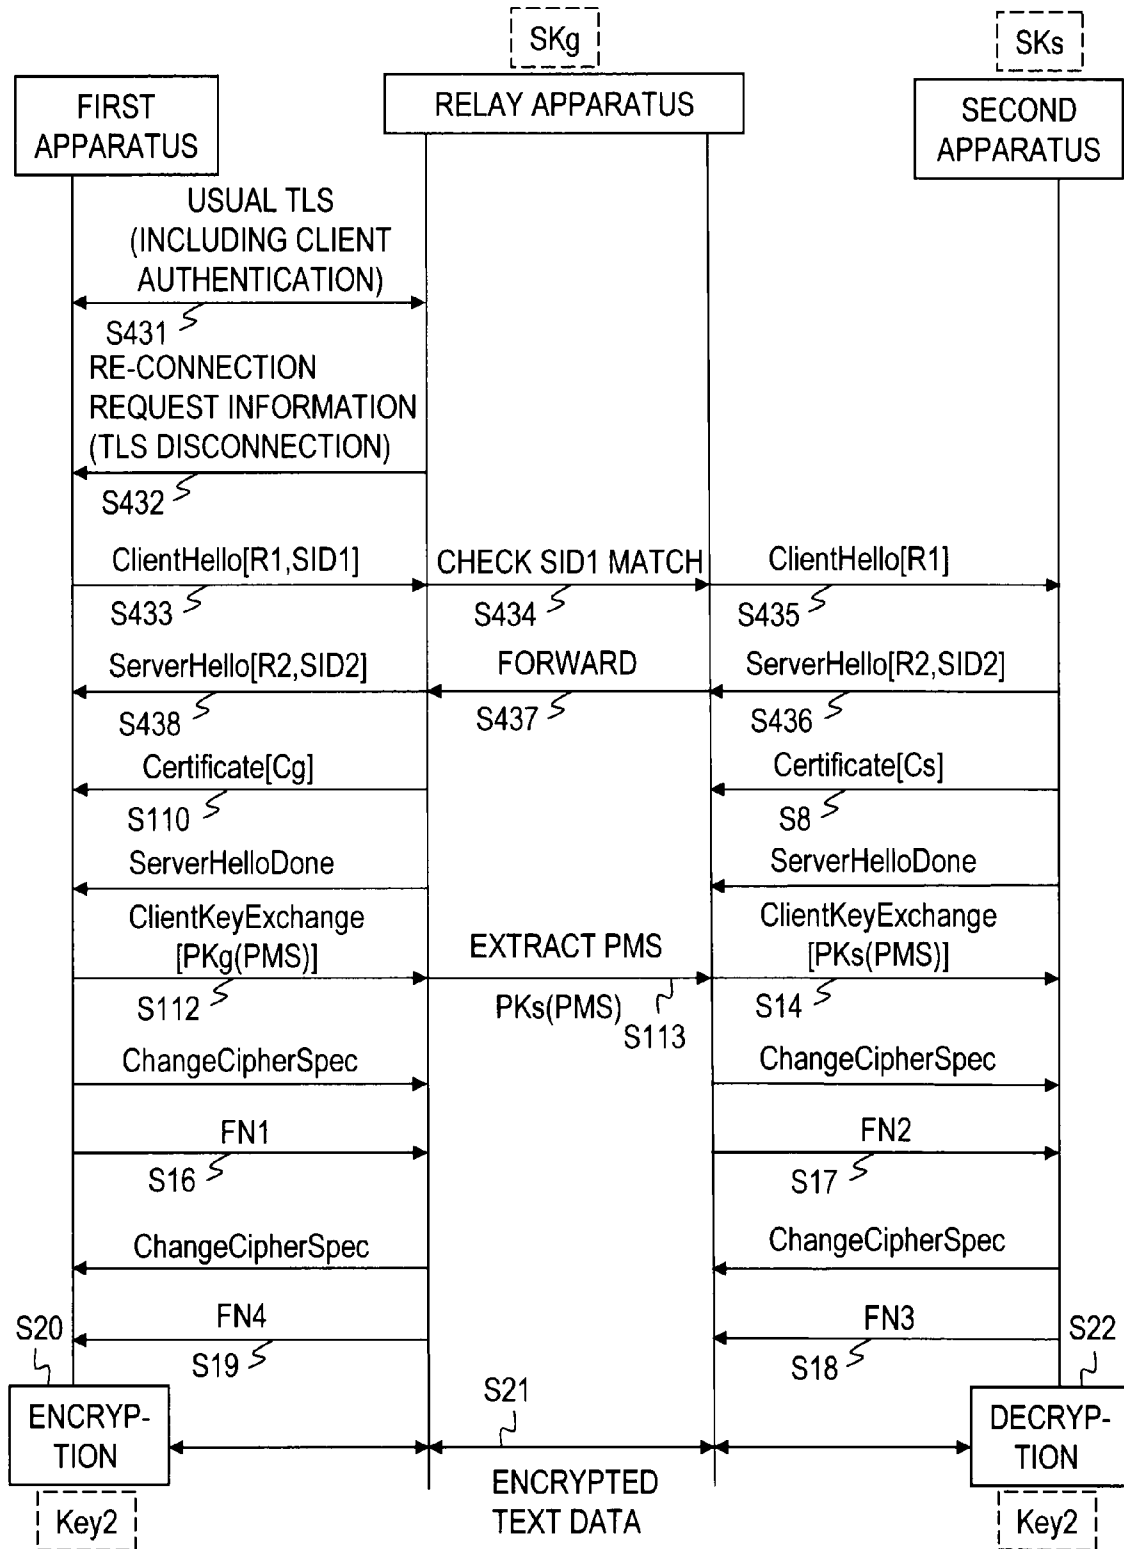 SKg
SKs
FIRST
APPARATUS
RELAY APPARATUS
SECOND
APPARATUS
USUAL TLS
(INCLUDING CLIENT
AUTHENTICATION)
S431
RE-CONNECTION
REQUEST INFORMATION
(TLS DISCONNECTION)
S432
ClientHello[R1,SID1]
CHECK SID1 MATCH
ClientHello[R1]
S433
S434
S435
ServerHello[R2,SID2]
FORWARD
ServerHello[R2,SID2]
S438
S437
S436
Certificate[Cg]
Certificate[Cs]
S110
S8
ServerHelloDone
ServerHelloDone
ClientKeyExchange
[PKg(PMS)]
EXTRACT PMS
ClientKeyExchange
[PKs(PMS)]
S112
PKs(PMS)
S113
S14
ChangeCipherSpec
ChangeCipherSpec
FN1
FN2
S16
S17
ChangeCipherSpec
ChangeCipherSpec
FN4
FN3
S20
S19
S18
S22
S21
ENCRYP-
TION
DECRYP-
TION
ENCRYPTED
TEXT DATA
Key2
Key2